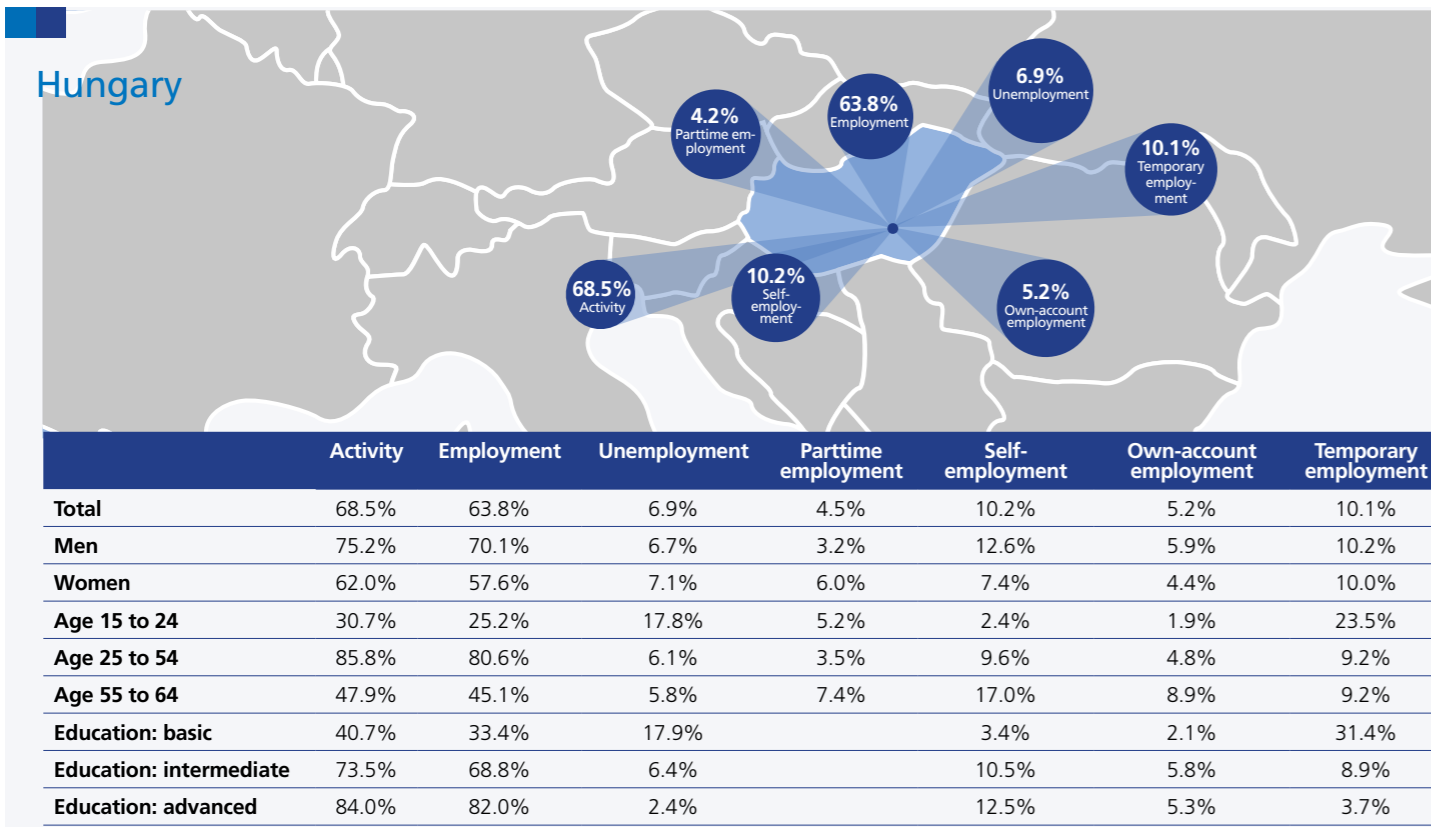 Hungary
6.9%
Unemployment
63.8%
Employment
4.2%
Parttime em-
ployment
10.1%
Temporary
employ-
ment
68.5%
Activity
10.2%
Self-
employ-
ment
5.2%
Own-account
employment
Activity Employment Unemployment Parttime employment Self-employment Own-account employment Temporary employment
Total 68.5% 63.8% 6.9% 4.5% 10.2% 5.2% 10.1%
Men 75.2% 70.1% 6.7% 3.2% 12.6% 5.9% 10.2%
Women 62.0% 57.6% 7.1% 6.0% 7.4% 4.4% 10.0%
Age 15 to 24 30.7% 25.2% 17.8% 5.2% 2.4% 1.9% 23.5%
Age 25 to 54 85.8% 80.6% 6.1% 3.5% 9.6% 4.8% 9.2%
Age 55 to 64 47.9% 45.1% 5.8% 7.4% 17.0% 8.9% 9.2%
Education: basic 40.7% 33.4% 17.9% 3.4% 2.1% 31.4%
Education: intermediate 73.5% 68.8% 6.4% 10.5% 5.8% 8.9%
Education: advanced 84.0% 82.0% 2.4% 12.5% 5.3% 3.7%